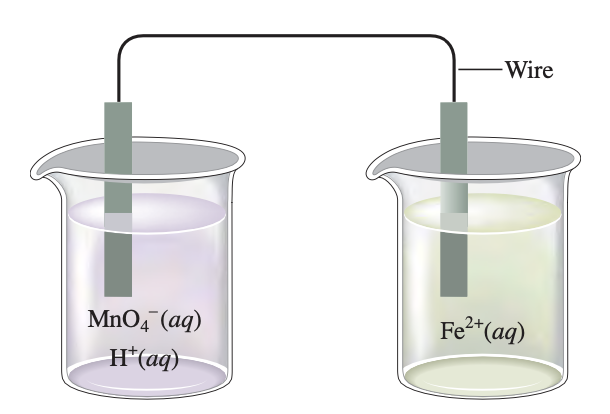 Wire
MnO₄⁻(aq)
H⁺(aq)
Fe²⁺(aq)